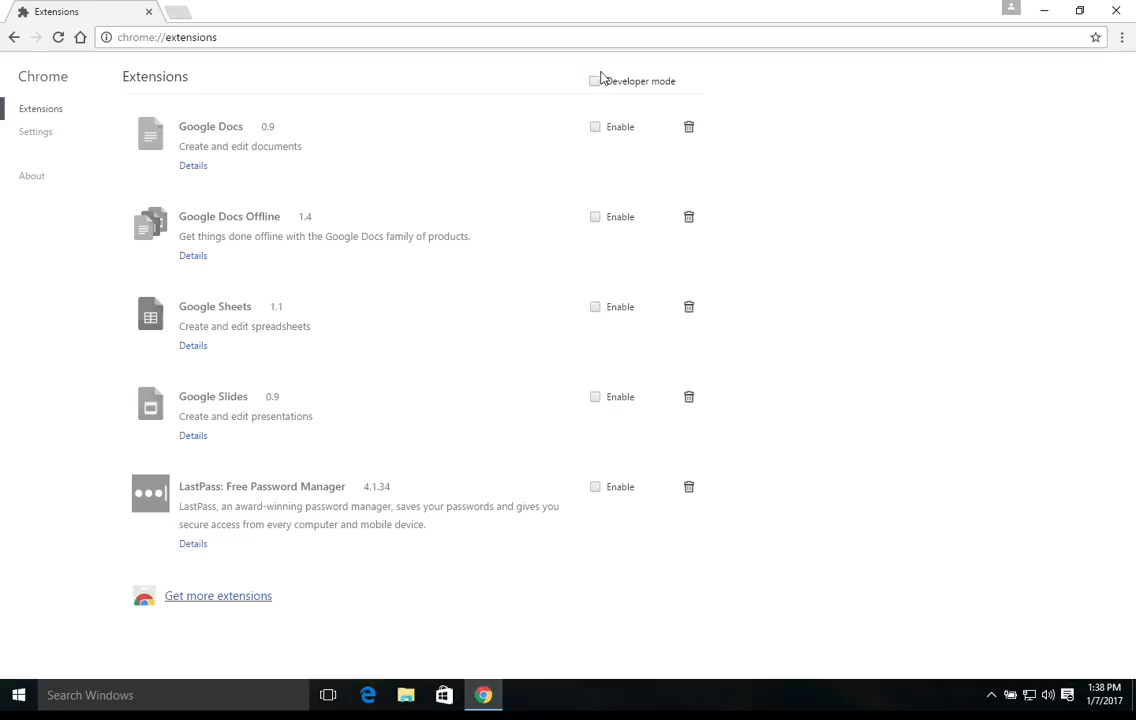 Extensions
chrome://extensions
Chrome
Extensions
Developer mode
Extensions
Settings
About
Google Docs 0.9
Enable
Create and edit documents
Details
Google Docs Offline 1.4
Enable
Get things done offline with the Google Docs family of products.
Details
Google Sheets 1.1
Enable
Create and edit spreadsheets
Details
Google Slides 0.9
Enable
Create and edit presentations
Details
LastPass: Free Password Manager 4.1.34
Enable
LastPass, an award-winning password manager, saves your passwords and gives you
secure access from every computer and mobile device.
Details
Get more extensions
Search Windows
1:38 PM
1/7/2017